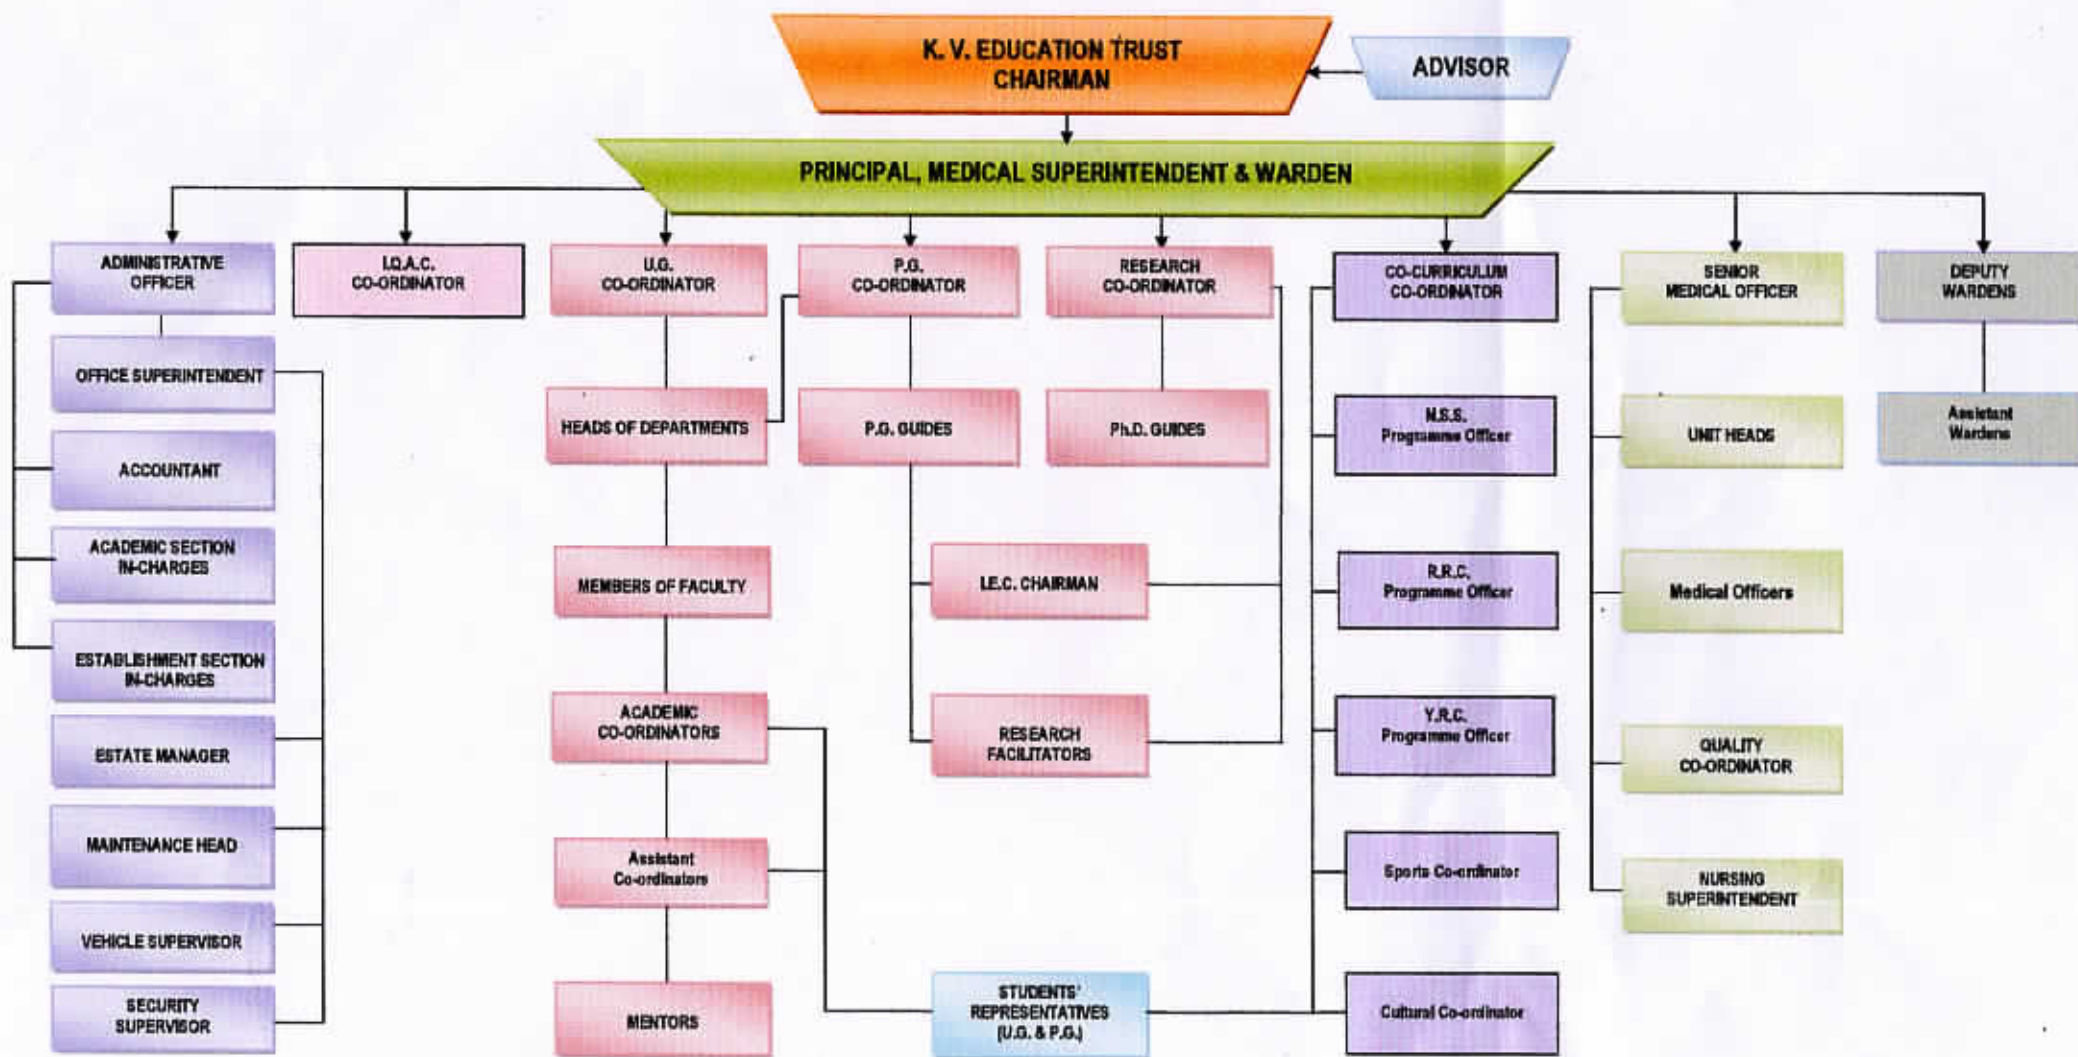 K. V. EDUCATION TRUST
CHAIRMAN
ADVISOR
PRINCIPAL, MEDICAL SUPERINTENDENT & WARDEN
ADMINISTRATIVE
OFFICER
I.Q.A.C.
CO-ORDINATOR
U.G.
CO-ORDINATOR
P.G.
CO-ORDINATOR
RESEARCH
CO-ORDINATOR
CO-CURRICULUM
CO-ORDINATOR
SENIOR
MEDICAL OFFICER
DEPUTY
WARDENS
OFFICE SUPERINTENDENT
HEADS OF DEPARTMENTS
P.G. GUIDES
Ph.D. GUIDES
N.S.S.
Programme Officer
UNIT HEADS
Assistant
Wardens
ACCOUNTANT
ACADEMIC SECTION
IN-CHARGES
MEMBERS OF FACULTY
I.E.C. CHAIRMAN
R.R.C.
Programme Officer
Medical Officers
ESTABLISHMENT SECTION
IN-CHARGES
ACADEMIC
CO-ORDINATORS
RESEARCH
FACILITATORS
Y.R.C.
Programme Officer
QUALITY
CO-ORDINATOR
ESTATE MANAGER
MAINTENANCE HEAD
Assistant
Co-ordinators
Sports Co-ordinator
NURSING
SUPERINTENDENT
VEHICLE SUPERVISOR
SECURITY
SUPERVISOR
MENTORS
STUDENTS'
REPRESENTATIVES
(U.G. & P.G.)
Cultural Co-ordinator